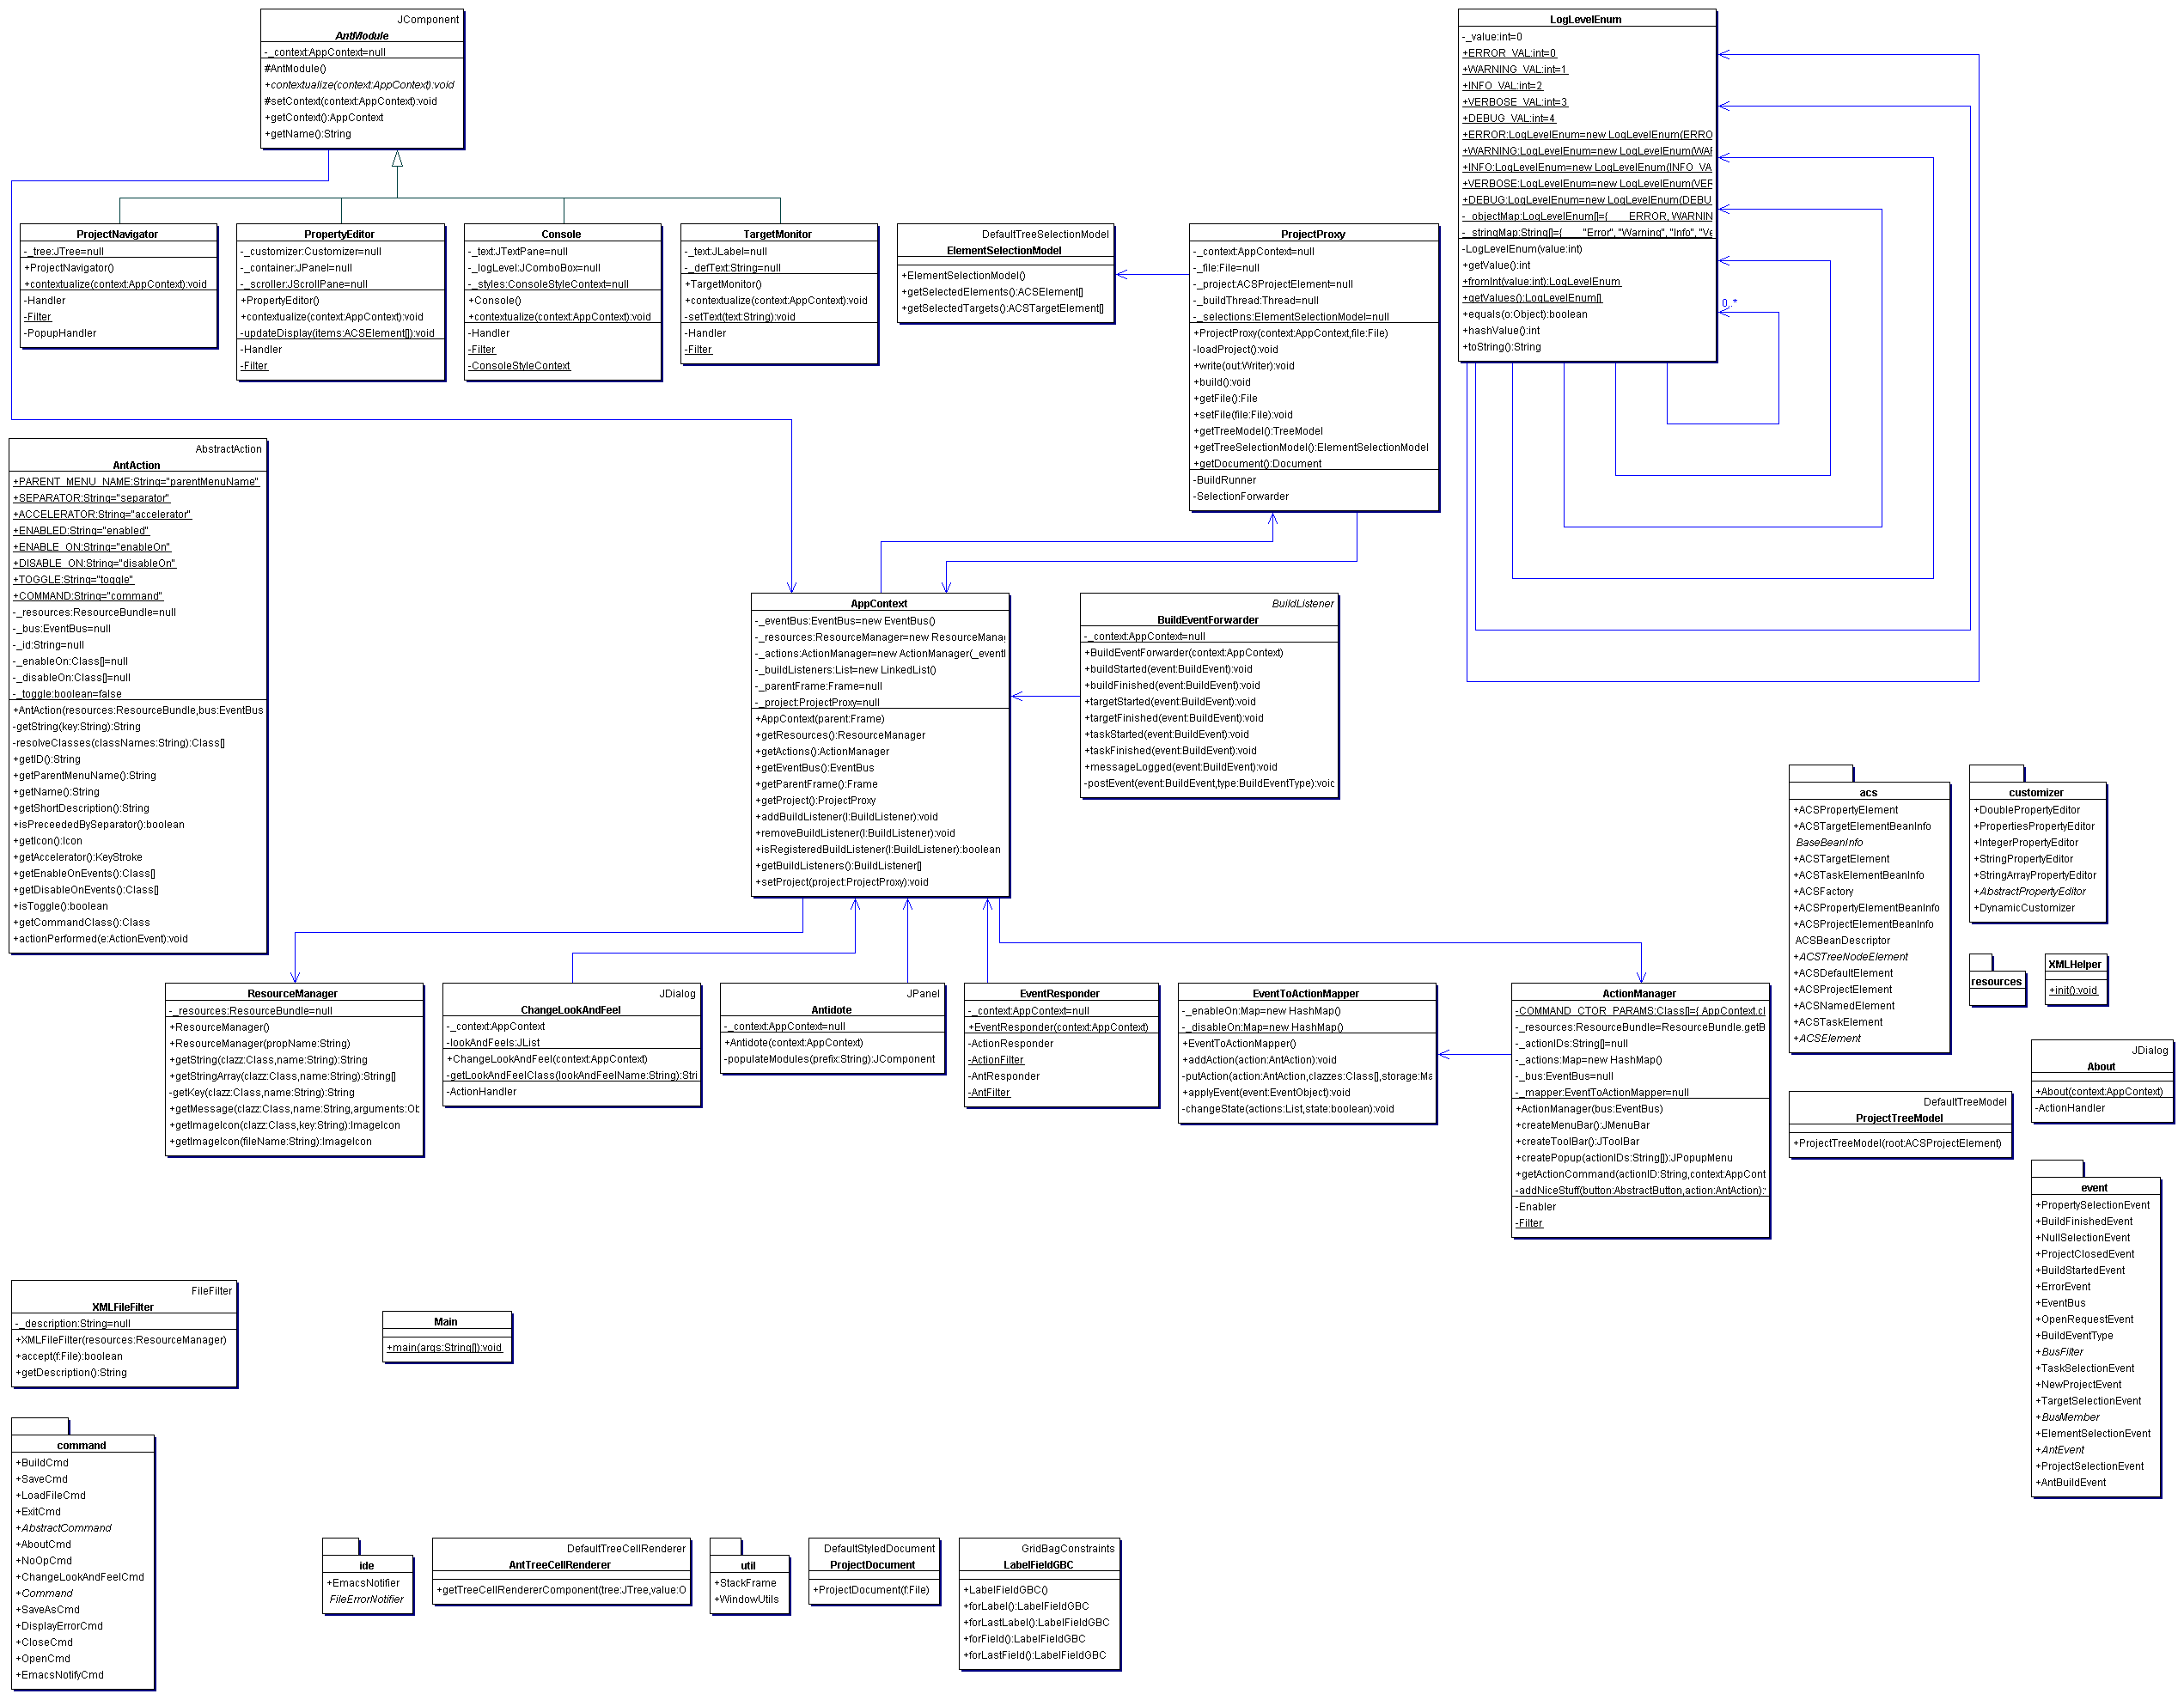 JComponent
AntModule
-_context:AppContext=null
#AntModule()
+contextualize(context:AppContext):void
#setContext(context:AppContext):void
+getContext():AppContext
+getName():String
LogLevelEnum
-_value:int=0
+ERROR_VAL:int=0
+WARNING_VAL:int=1
+INFO_VAL:int=2
+VERBOSE_VAL:int=3
+DEBUG_VAL:int=4
+ERROR:LogLevelEnum=new LogLevelEnum(ERRO
+WARNING:LogLevelEnum=new LogLevelEnum(WAR
+INFO:LogLevelEnum=new LogLevelEnum(INFO_VA
+VERBOSE:LogLevelEnum=new LogLevelEnum(VER
+DEBUG:LogLevelEnum=new LogLevelEnum(DEBU
-_objectMap:LogLevelEnum[]={ ERROR, WARNIN
-_stringMap:String[]={ "Error", "Warning", "Info", "Ve
-LogLevelEnum(value:int)
+getValue():int
+fromInt(value:int):LogLevelEnum
+getValues():LogLevelEnum[]
+equals(o:Object):boolean
+hashValue():int
+toString():String
0..*
ProjectNavigator
-_tree:JTree=null
+ProjectNavigator()
+contextualize(context:AppContext):void
-Handler
-Filter
-PopupHandler
PropertyEditor
-_customizer:Customizer=null
-_container:JPanel=null
-_scroller:JScrollPane=null
+PropertyEditor()
+contextualize(context:AppContext):void
-updateDisplay(items:ACSElement[]):void
-Handler
-Filter
Console
-_text:JTextPane=null
-_logLevel:JComboBox=null
-_styles:ConsoleStyleContext=null
+Console()
+contextualize(context:AppContext):void
-Handler
-Filter
-ConsoleStyleContext
TargetMonitor
-_text:JLabel=null
-_defText:String=null
+TargetMonitor()
+contextualize(context:AppContext):void
-setText(text:String):void
-Handler
-Filter
DefaultTreeSelectionModel
ElementSelectionModel
+ElementSelectionModel()
+getSelectedElements():ACSElement[]
+getSelectedTargets():ACSTargetElement[]
ProjectProxy
-_context:AppContext=null
-_file:File=null
-_project:ACSProjectElement=null
-_buildThread:Thread=null
-_selections:ElementSelectionModel=null
+ProjectProxy(context:AppContext,file:File)
-loadProject():void
+write(out:Writer):void
+build():void
+getFile():File
+setFile(file:File):void
+getTreeModel():TreeModel
+getTreeSelectionModel():ElementSelectionModel
+getDocument():Document
-BuildRunner
-SelectionForwarder
AbstractAction
AntAction
+PARENT_MENU_NAME:String="parentMenuName"
+SEPARATOR:String="separator"
+ACCELERATOR:String="accelerator"
+ENABLED:String="enabled"
+ENABLE_ON:String="enableOn"
+DISABLE_ON:String="disableOn"
+TOGGLE:String="toggle"
+COMMAND:String="command"
-_resources:ResourceBundle=null
-_bus:EventBus=null
-_id:String=null
-_enableOn:Class[]=null
-_disableOn:Class[]=null
-_toggle:boolean=false
+AntAction(resources:ResourceBundle,bus:EventBus
-getString(key:String):String
-resolveClasses(classNames:String):Class[]
+getID():String
+getParentMenuName():String
+getName():String
+getShortDescription():String
+isPreceededBySeparator():boolean
+getIcon():Icon
+getAccelerator():KeyStroke
+getEnableOnEvents():Class[]
+getDisableOnEvents():Class[]
+isToggle():boolean
+getCommandClass():Class
+actionPerformed(e:ActionEvent):void
AppContext
-_eventBus:EventBus=new EventBus()
-_resources:ResourceManager=new ResourceManag
-_actions:ActionManager=new ActionManager(_eventl
-_buildListeners:List=new LinkedList()
-_parentFrame:Frame=null
-_project:ProjectProxy=null
+AppContext(parent:Frame)
+getResources():ResourceManager
+getActions():ActionManager
+getEventBus():EventBus
+getParentFrame():Frame
+getProject():ProjectProxy
+addBuildListener(l:BuildListener):void
+removeBuildListener(l:BuildListener):void
+isRegisteredBuildListener(l:BuildListener):boolean
+getBuildListeners():BuildListener[]
+setProject(project:ProjectProxy):void
BuildListener
BuildEventForwarder
-_context:AppContext=null
+BuildEventForwarder(context:AppContext)
+buildStarted(event:BuildEvent):void
+buildFinished(event:BuildEvent):void
+targetStarted(event:BuildEvent):void
+targetFinished(event:BuildEvent):void
+taskStarted(event:BuildEvent):void
+taskFinished(event:BuildEvent):void
+messageLogged(event:BuildEvent):void
-postEvent(event:BuildEvent,type:BuildEventType):voic
acs
+ACSPropertyElement
+ACSTargetElementBeanInfo
BaseBeanInfo
+ACSTargetElement
+ACSTaskElementBeanInfo
+ACSFactory
+ACSPropertyElementBeanInfo
+ACSProjectElementBeanInfo
ACSBeanDescriptor
+ACSTreeNodeElement
+ACSDefaultElement
+ACSProjectElement
+ACSNamedElement
+ACSTaskElement
+ACSElement
customizer
+DoublePropertyEditor
+PropertiesPropertyEditor
+IntegerPropertyEditor
+StringPropertyEditor
+StringArrayPropertyEditor
+AbstractPropertyEditor
+DynamicCustomizer
resources
XMLHelper
+init():void
ResourceManager
-_resources:ResourceBundle=null
+ResourceManager()
+ResourceManager(propName:String)
+getString(clazz:Class,name:String):String
+getStringArray(clazz:Class,name:String):String[]
-getKey(clazz:Class,name:String):String
+getMessage(clazz:Class,name:String,arguments:Ob
+getImageIcon(clazz:Class,key:String):ImageIcon
+getImageIcon(fileName:String):ImageIcon
JDialog
ChangeLookAndFeel
-_context:AppContext
-lookAndFeels:JList
+ChangeLookAndFeel(context:AppContext)
-getLookAndFeelClass(lookAndFeelName:String):Stri
-ActionHandler
JPanel
Antidote
-_context:AppContext=null
+Antidote(context:AppContext)
-populateModules(prefix:String):JComponent
EventResponder
-_context:AppContext=null
+EventResponder(context:AppContext)
-ActionResponder
-ActionFilter
-AntResponder
-AntFilter
EventToActionMapper
-_enableOn:Map=new HashMap()
-_disableOn:Map=new HashMap()
+EventToActionMapper()
+addAction(action:AntAction):void
-putAction(action:AntAction,clazzes:Class[],storage:Ma
+applyEvent(event:EventObject):void
-changeState(actions:List,state:boolean):void
ActionManager
-COMMAND_CTOR_PARAMS:Class[]={ AppContext.cl
-_resources:ResourceBundle=ResourceBundle.getB
-_actionIDs:String[]=null
-_actions:Map=new HashMap()
-_bus:EventBus=null
-_mapper:EventToActionMapper=null
+ActionManager(bus:EventBus)
+createMenuBar():JMenuBar
+createToolBar():JToolBar
+createPopup(actionIDs:String[]):JPopupMenu
+getActionCommand(actionID:String,context:AppCont
-addNiceStuff(button:AbstractButton,action:AntAction):
-Enabler
-Filter
JDialog
About
+About(context:AppContext)
-ActionHandler
DefaultTreeModel
ProjectTreeModel
+ProjectTreeModel(root:ACSProjectElement)
event
+PropertySelectionEvent
+BuildFinishedEvent
+NullSelectionEvent
+ProjectClosedEvent
+BuildStartedEvent
+ErrorEvent
+EventBus
+OpenRequestEvent
+BuildEventType
+BusFilter
+TaskSelectionEvent
+NewProjectEvent
+TargetSelectionEvent
+BusMember
+ElementSelectionEvent
+AntEvent
+ProjectSelectionEvent
+AntBuildEvent
FileFilter
XMLFileFilter
-_description:String=null
+XMLFileFilter(resources:ResourceManager)
+accept(f:File):boolean
+getDescription():String
Main
+main(args:String[]):void
command
+BuildCmd
+SaveCmd
+LoadFileCmd
+ExitCmd
+AbstractCommand
+AboutCmd
+NoOpCmd
+ChangeLookAndFeelCmd
+Command
+SaveAsCmd
+DisplayErrorCmd
+CloseCmd
+OpenCmd
+EmacsNotifyCmd
ide
+EmacsNotifier
FileErrorNotifier
DefaultTreeCellRenderer
AntTreeCellRenderer
+getTreeCellRendererComponent(tree:JTree,value:O
util
+StackFrame
+WindowUtils
DefaultStyledDocument
ProjectDocument
+ProjectDocument(f:File)
GridBagConstraints
LabelFieldGBC
+LabelFieldGBC()
+forLabel():LabelFieldGBC
+forLastLabel():LabelFieldGBC
+forField():LabelFieldGBC
+forLastField():LabelFieldGBC